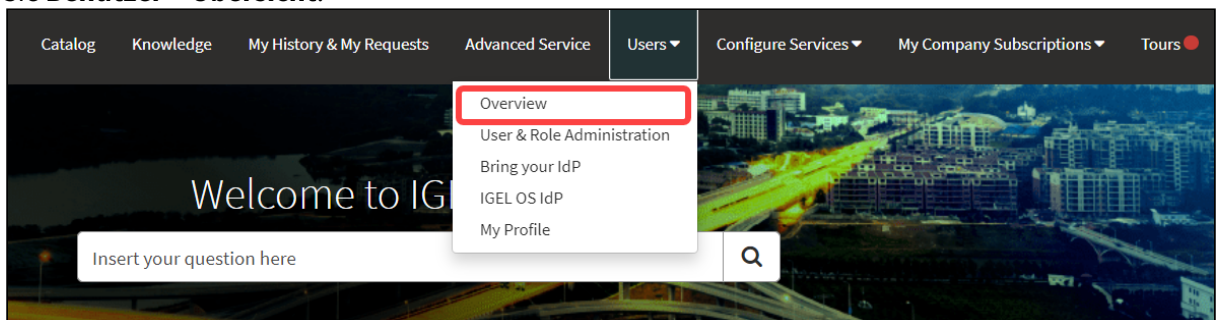 Catalog Knowledge My History & My Requests Advanced Service Users Configure Services My Company Subscriptions Tours
Overview
User & Role Administration
Bring your IdP
IGEL OS IdP
My Profile
Welcome to
Insert your question here